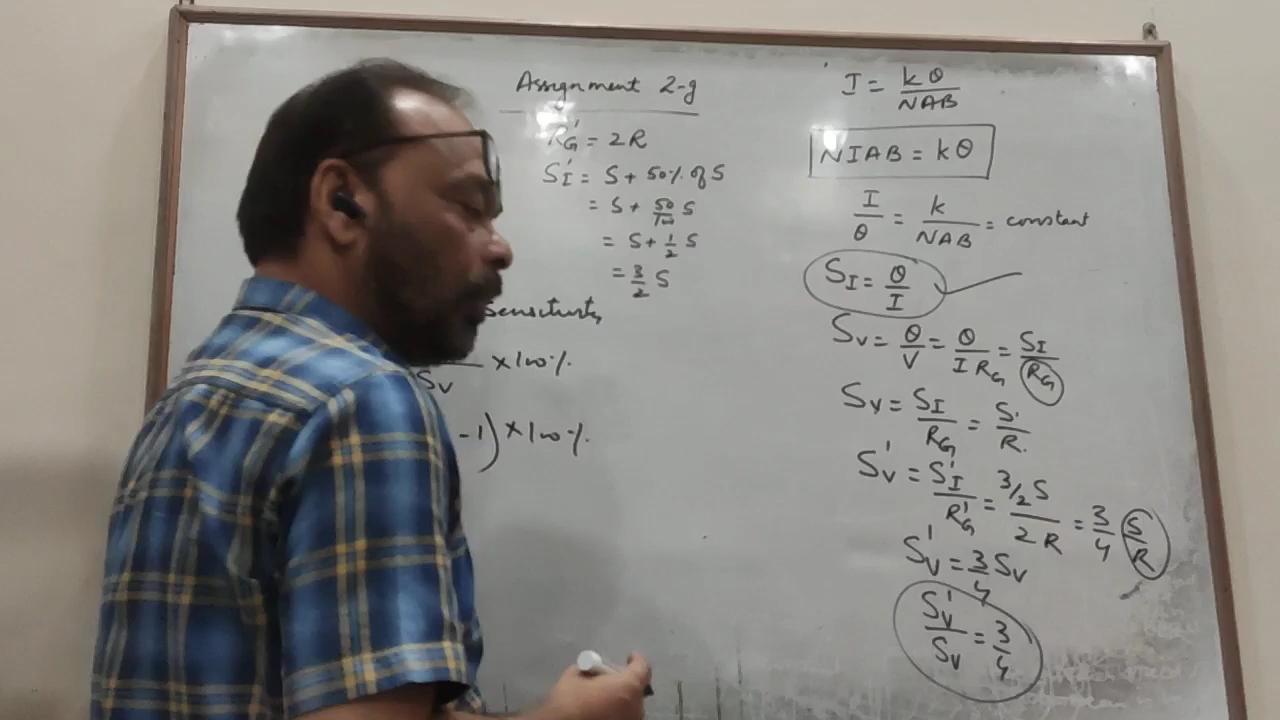 Assignment 2-g
R'G = 2R
S'I = S + 50% of S
= S + 50/100 S
= S + 1/2 S
= 3/2 S
Sensitivity
SV × 100%
-1) × 100%.
I = kθ/NAB
NIAB = kθ
I/θ = k/NAB = constant
SI = θ/I
SV = θ/V = θ/I RG = SI/RG
SV = SI/RG = S/R
S'V = S'I/R'G = 3/2 S/2 R = 3/4 S/R
S'V = 3/4 SV
S'V/SV = 3/4